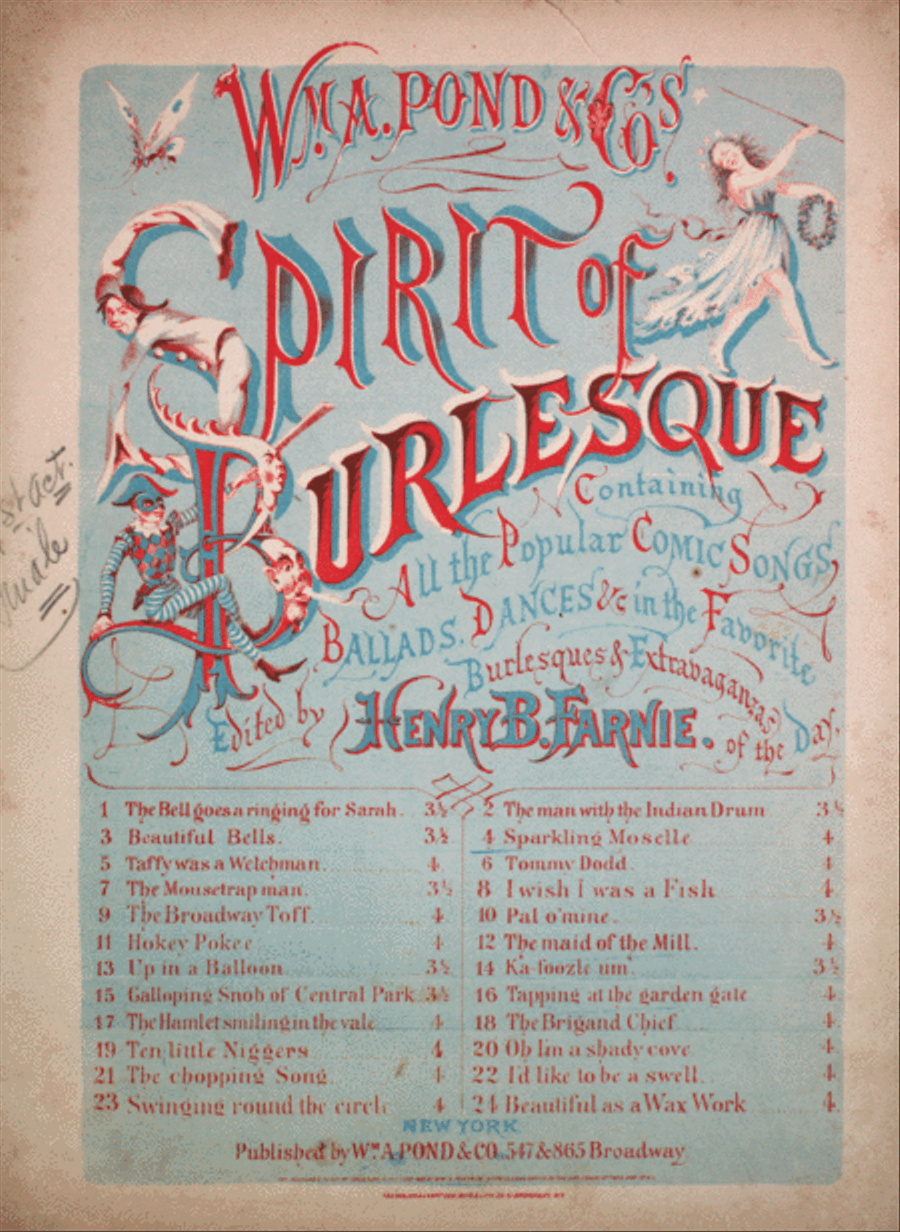 Wm. A. POND & Co's.
SPIRIT of
BURLESQUE
Containing
All the Popular COMIC SONGS,
BALLADS, DANCES &c in the Favorite
Burlesques & Extravaganzas
of the Day.
Edited by HENRY B. FARNIE.
st act.
male
1 The Bell goes a ringing for Sarah. 3½
2 The man with the Indian Drum 3½
3 Beautiful Bells. 3½
4 Sparkling Moselle 4
5 Taffy was a Welchman. 4
6 Tommy Dodd. 4
7 The Mousetrap man. 3½
8 I wish I was a Fish 4
9 The Broadway Toff. 4
10 Pal o'mine. 3½
11 Hokey Pokey 4
12 The maid of the Mill. 4
13 Up in a Balloon 3½
14 Ka-foozle um. 3½
15 Galloping Snob of Central Park 3½
16 Tapping at the garden gate 4
17 The Hamlet smiling in the vale 4
18 The Brigand Chief 4
19 Ten little Niggers 4
20 Oh Im a shady cove 4
21 The chopping Song. 4
22 I'd like to be a swell. 4
23 Swinging round the circle 4
24 Beautiful as a Wax Work 4
NEW YORK
Published by Wm. A. POND & CO. 547 & 865 Broadway